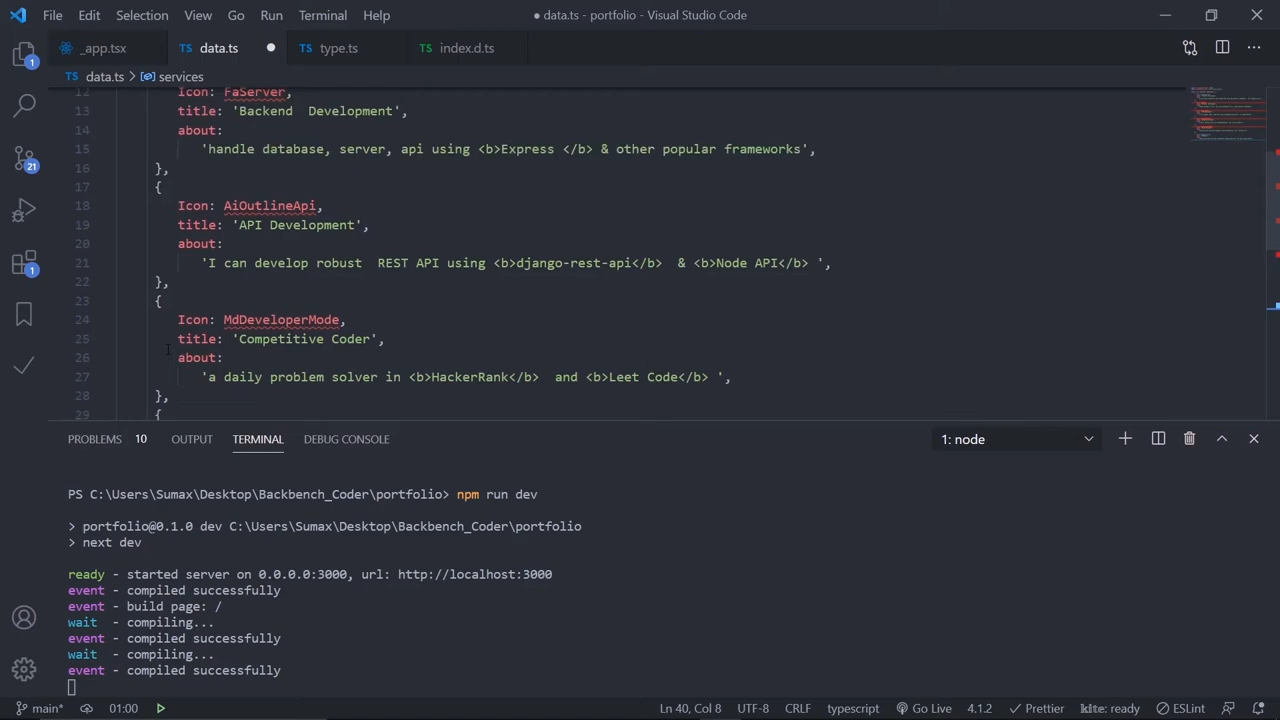 File Edit Selection View Go Run Terminal Help ● data.ts - portfolio - Visual Studio Code
_app.tsx TS data.ts ● TS type.ts TS index.d.ts
TS data.ts > services
12 Icon: FaServer,
13 title: 'Backend  Development',
14 about:
15 'handle database, server, api using <b>Express </b> & other popular frameworks',
16 },
17 {
18 Icon: AiOutlineApi,
19 title: 'API Development',
20 about:
21 'I can develop robust  REST API using <b>django-rest-api</b>  & <b>Node API</b> ',
22 },
23 {
24 Icon: MdDeveloperMode,
25 title: 'Competitive Coder',
26 about:
27 'a daily problem solver in <b>HackerRank</b>  and <b>Leet Code</b> ',
28 },
29 {
PROBLEMS 10 OUTPUT TERMINAL DEBUG CONSOLE 1: node
PS C:\Users\Sumax\Desktop\Backbench_Coder\portfolio> npm run dev
> portfolio@0.1.0 dev C:\Users\Sumax\Desktop\Backbench_Coder\portfolio
> next dev
ready - started server on 0.0.0.0:3000, url: http://localhost:3000
event - compiled successfully
event - build page: /
wait  - compiling...
event - compiled successfully
wait  - compiling...
event - compiled successfully
main* 01:00 Ln 40, Col 8 UTF-8 CRLF typescript Go Live 4.1.2 Prettier kite: ready ESLint
1
21
1